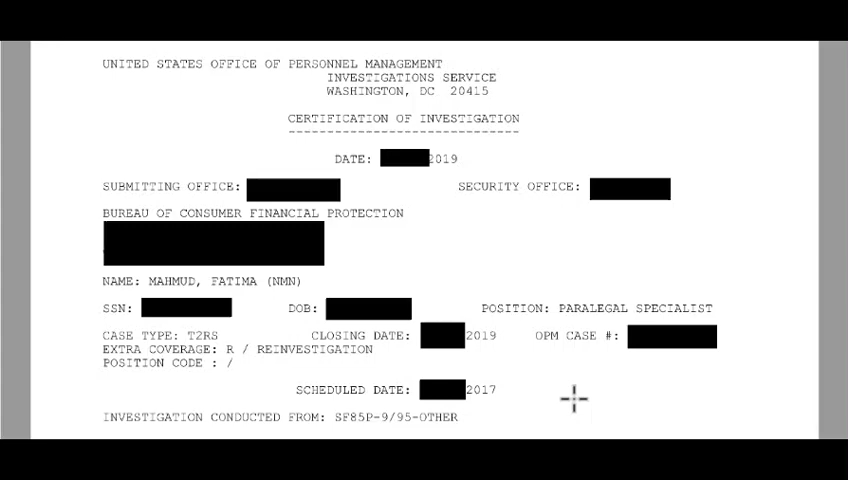 UNITED STATES OFFICE OF PERSONNEL MANAGEMENT
INVESTIGATIONS SERVICE
WASHINGTON, DC 20415
CERTIFICATION OF INVESTIGATION
-----------------------------
DATE: 2019
SUBMITTING OFFICE: SECURITY OFFICE:
BUREAU OF CONSUMER FINANCIAL PROTECTION
NAME: MAHMUD, FATIMA (NMN)
SSN: DOB: POSITION: PARALEGAL SPECIALIST
CASE TYPE: T2RS CLOSING DATE: 2019 OPM CASE #:
EXTRA COVERAGE: R / REINVESTIGATION
POSITION CODE : /
SCHEDULED DATE: 2017
INVESTIGATION CONDUCTED FROM: SF85P-9/95-OTHER